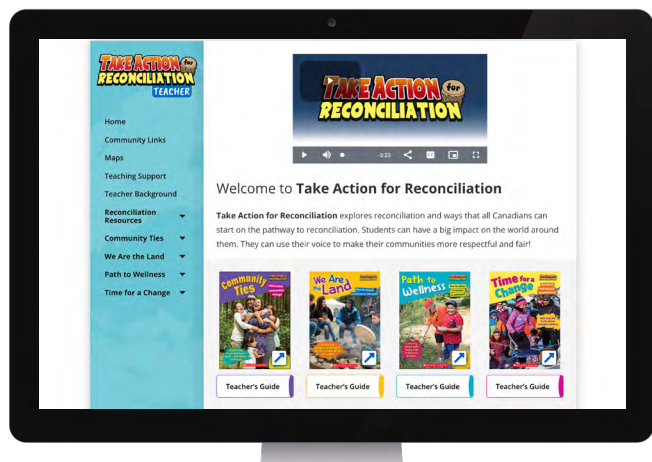 TAKE ACTION for
RECONCILIATION
TEACHER
Home
Community Links
Maps
Teaching Support
Teacher Background
Reconciliation
Resources
Community Ties
We Are the Land
Path to Wellness
Time for a Change
TAKE ACTION for
RECONCILIATION
-3:23
Welcome to Take Action for Reconciliation
Take Action for Reconciliation explores reconciliation and ways that all Canadians can
start on the pathway to reconciliation. Students can have a big impact on the world around
them. They can use their voice to make their communities more respectful and fair!
Community
Ties
We Are
the Land
Path to
Wellness
Time for a
Change
Teacher's Guide
Teacher's Guide
Teacher's Guide
Teacher's Guide